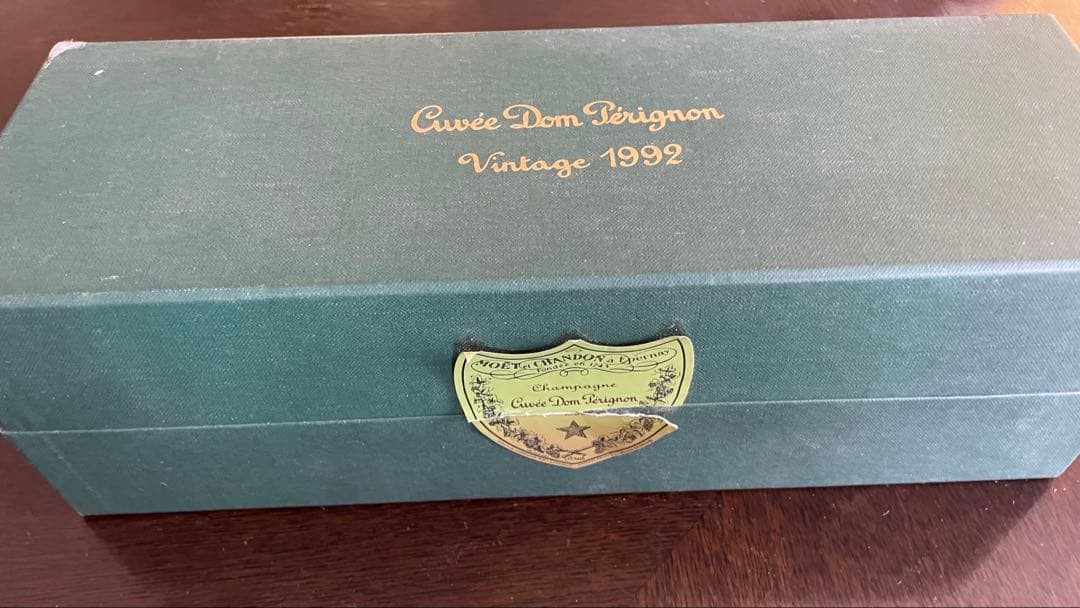 Cuvée Dom Pérignon
Vintage 1992
MOËT et CHANDON à Epernay
Fondée en 1743
Champagne
Cuvée Dom Pérignon